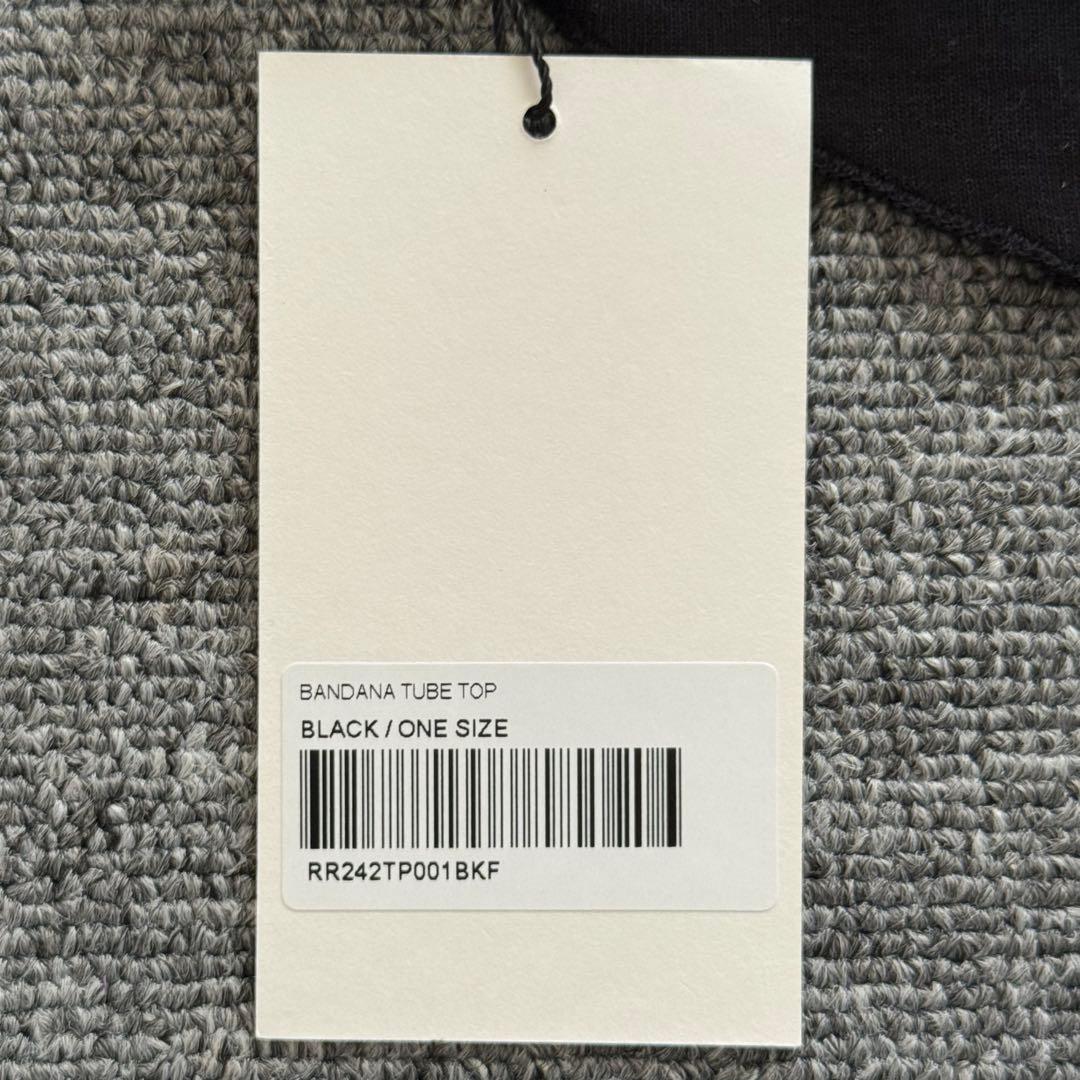 BANDANA TUBE TOP
BLACK / ONE SIZE
RR242TP001BKF